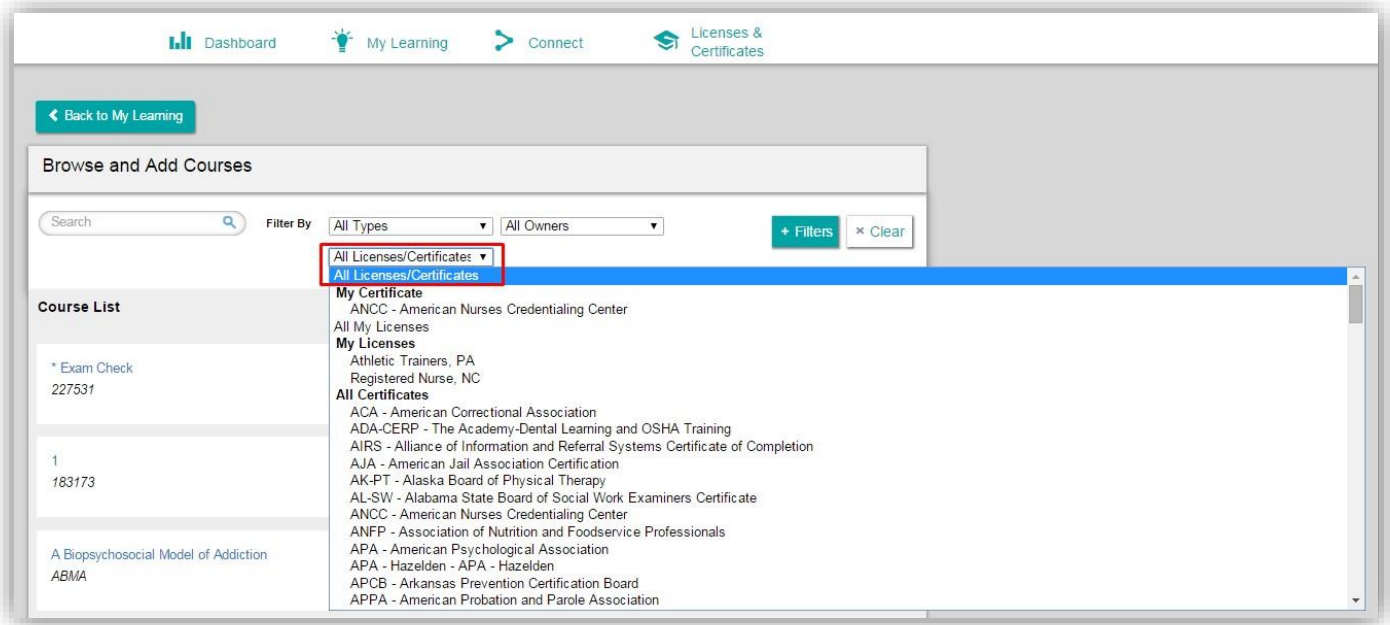 Dashboard
My Learning
Connect
Licenses &
Certificates
Back to My Learning
Browse and Add Courses
Search
Filter By
All Types
All Owners
+ Filters
× Clear
All Licenses/Certificates
All Licenses/Certificates
My Certificate
ANCC - American Nurses Credentialing Center
All My Licenses
My Licenses
Athletic Trainers, PA
Registered Nurse, NC
All Certificates
ACA - American Correctional Association
ADA-CERP - The Academy-Dental Learning and OSHA Training
AIRS - Alliance of Information and Referral Systems Certificate of Completion
AJA - American Jail Association Certification
AK-PT - Alaska Board of Physical Therapy
AL-SW - Alabama State Board of Social Work Examiners Certificate
ANCC - American Nurses Credentialing Center
ANFP - Association of Nutrition and Foodservice Professionals
APA - American Psychological Association
APA - Hazelden - APA - Hazelden
APCB - Arkansas Prevention Certification Board
APPA - American Probation and Parole Association
Course List
* Exam Check
227531
1
183173
A Biopsychosocial Model of Addiction
ABMA